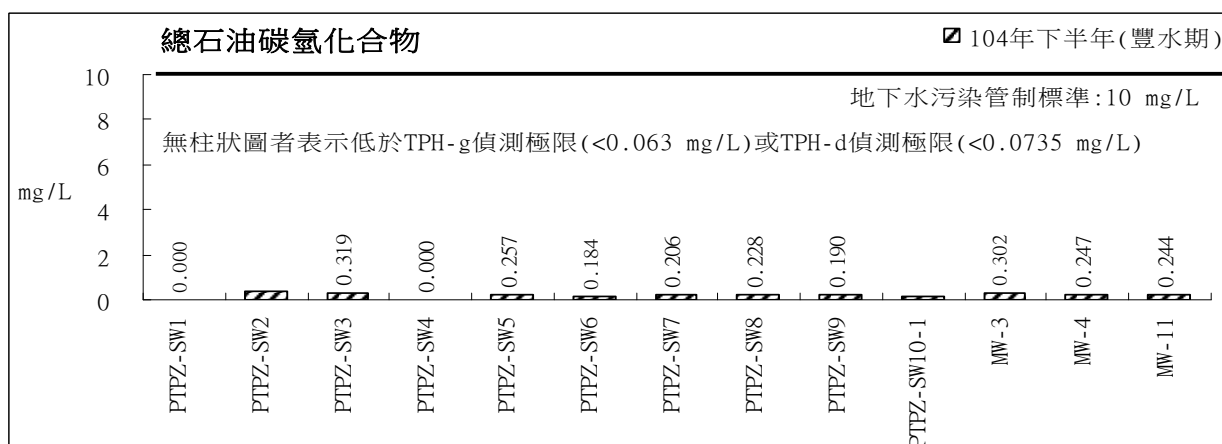 總石油碳氫化合物
104年下半年(豐水期)
地下水污染管制標準:10 mg/L
無柱狀圖者表示低於TPH-g偵測極限(<0.063 mg/L)或TPH-d偵測極限(<0.0735 mg/L)
mg/L
10
8
6
4
2
0
0.000
0.319
0.000
0.257
0.184
0.206
0.228
0.190
0.302
0.247
0.244
PTPZ-SW1
PTPZ-SW2
PTPZ-SW3
PTPZ-SW4
PTPZ-SW5
PTPZ-SW6
PTPZ-SW7
PTPZ-SW8
PTPZ-SW9
PTPZ-SW10-1
MW-3
MW-4
MW-11